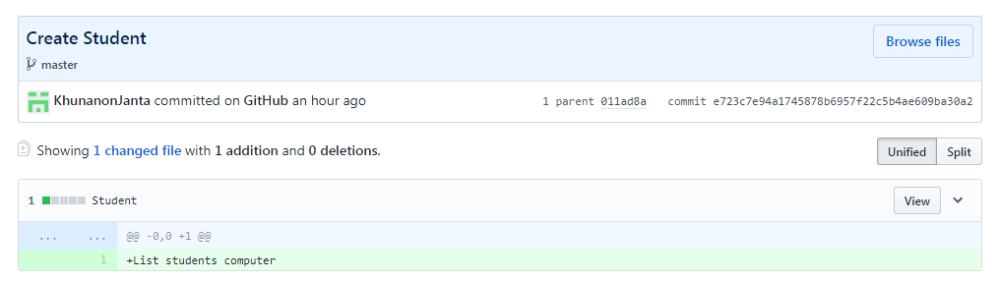 Create Student
Browse files
master
KhunanonJanta committed on GitHub an hour ago
1 parent 011ad8a commit e723c7e94a1745878b6957f22c5b4ae609ba30a2
Showing 1 changed file with 1 addition and 0 deletions.
Unified Split
1 Student
View
... ... @@ -0,0 +1 @@
1 +List students computer